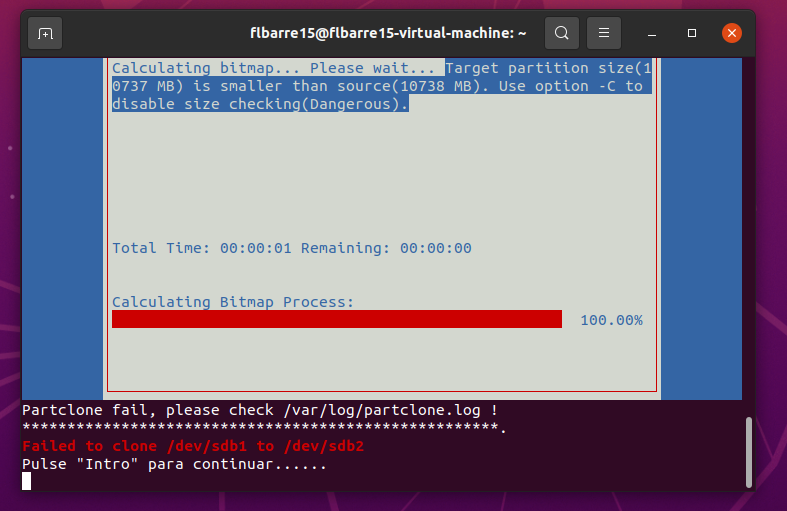 flbarre15@flbarre15-virtual-machine: ~
Calculating bitmap... Please wait... Target partition size(1
0737 MB) is smaller than source(10738 MB). Use option -C to
disable size checking(Dangerous).
Total Time: 00:00:01 Remaining: 00:00:00
Calculating Bitmap Process:
100.00%
Partclone fail, please check /var/log/partclone.log !
*****************************************************.
Failed to clone /dev/sdb1 to /dev/sdb2
Pulse "Intro" para continuar......